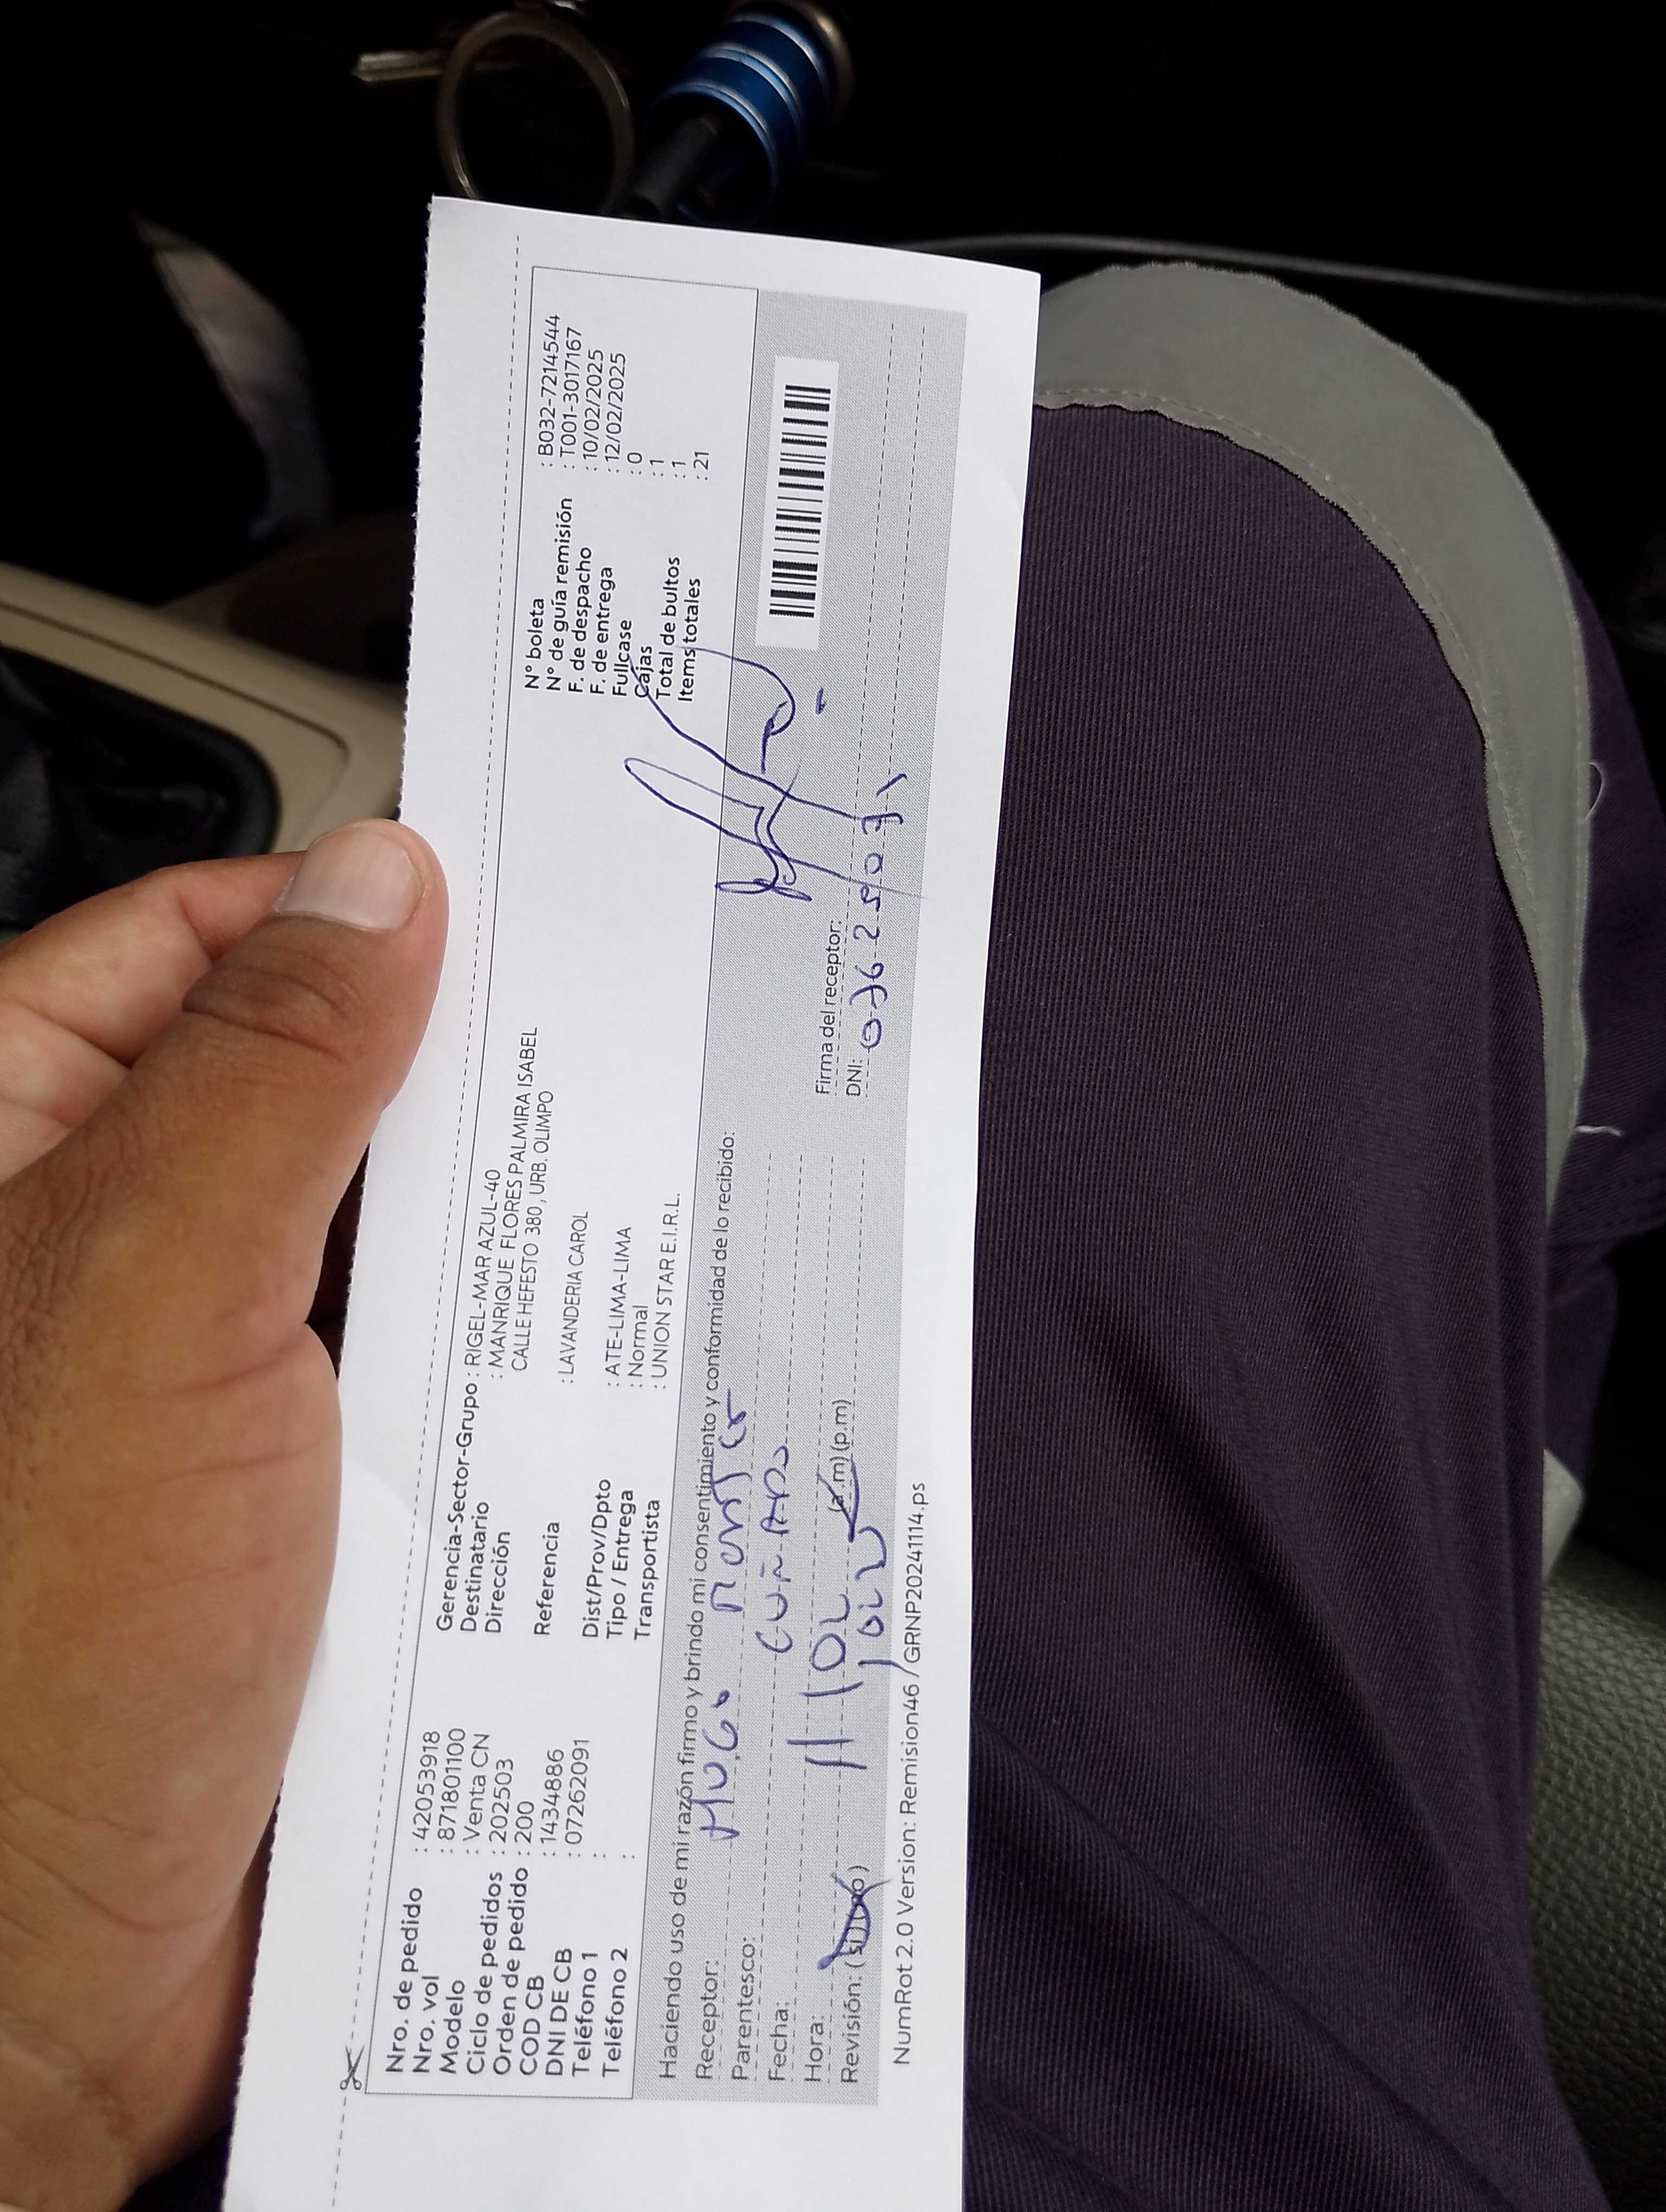 Nro. de pedido : 42053918
Nro. vol : 871801100
Modelo : Venta CN
Ciclo de pedidos : 202503
Orden de pedido : 200
COD CB : 1434886
DNI DE CB : 07262091
Teléfono 1 :
Teléfono 2 :
Gerencia-Sector-Grupo : RIGEL-MAR AZUL-40
Destinatario : MANRIQUE FLORES PALMIRA ISABEL
Dirección CALLE HEFESTO 380, URB. OLIMPO
Referencia : LAVANDERIA CAROL
Dist/Prov/Dpto : ATE-LIMA-LIMA
Tipo / Entrega : Normal
Transportista : UNION STAR E.I.R.L.
N° boleta : B032-7214544
N° de guía remisión : T001-3017167
F. de despacho : 10/02/2025
F. de entrega : 12/02/2025
Fullcase : 0
Cajas : 1
Total de bultos : 1
Items totales : 21
Haciendo uso de mi razón firmo y brindo mi consentimiento y conformidad de lo recibido:
Receptor: HUGO
Parentesco: CUÑADO
Fecha:
Hora: (a.m) (p.m)
Revisión:
Firma del receptor:
DNI:
NumRot 2.0 Version: Remision46 / GRNP20241114.ps